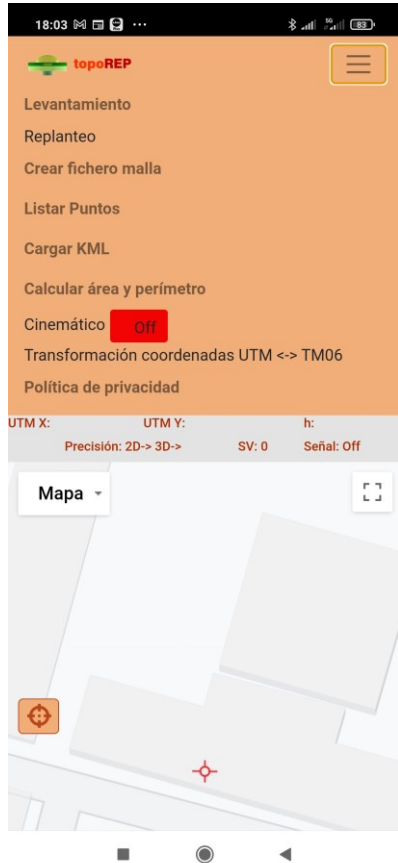 18:03
5G
83
topoREP
Levantamiento
Replanteo
Crear fichero malla
Listar Puntos
Cargar KML
Calcular área y perímetro
Cinemático Off
Transformación coordenadas UTM <-> TM06
Política de privacidad
UTM X: UTM Y: h:
Precisión: 2D-> 3D-> SV: 0 Señal: Off
Mapa